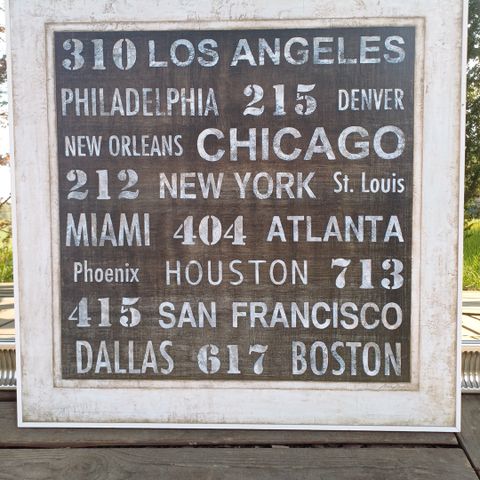 310 LOS ANGELES
PHILADELPHIA 215 DENVER
NEW ORLEANS CHICAGO
212 NEW YORK St. Louis
MIAMI 404 ATLANTA
Phoenix HOUSTON 713
415 SAN FRANCISCO
DALLAS 617 BOSTON